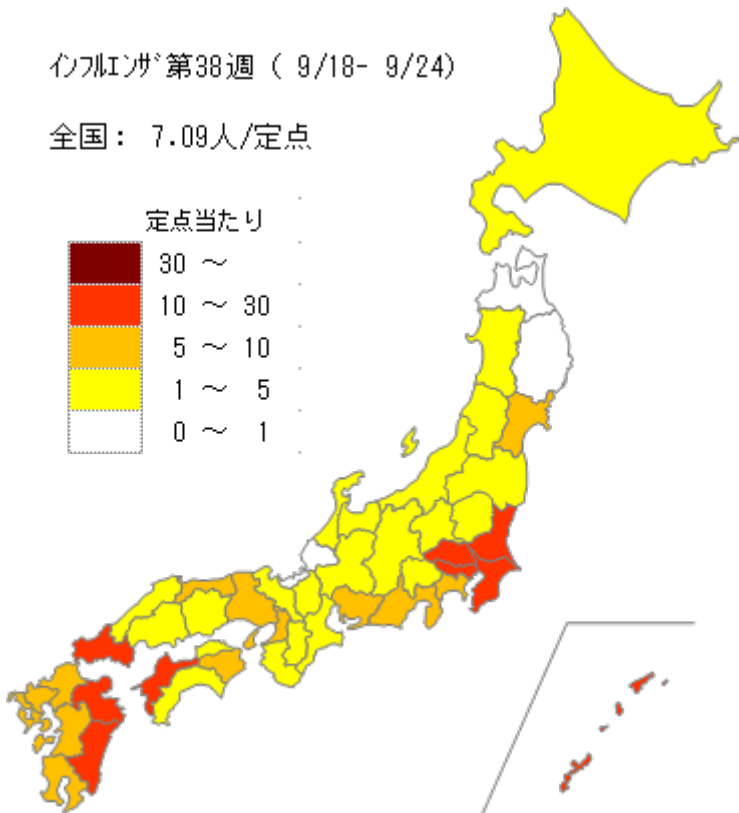 インフルエンザ 第38週 ( 9/18- 9/24)
全国： 7.09人/定点
定点当たり
30 ～
10 ～ 30
5 ～ 10
1 ～ 5
0 ～ 1